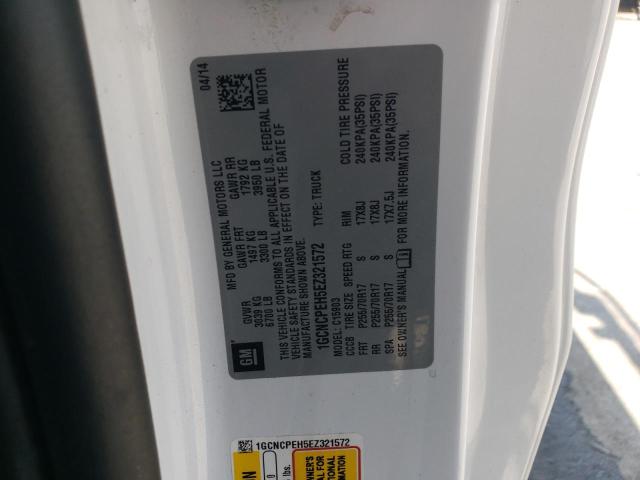 MFD BY GENERAL MOTORS LLC 04/14
GVWR GAWR FRT GAWR RR
3039 KG 1497 KG 1792 KG
6700 LB 3300 LB 3950 LB
THIS VEHICLE CONFORMS TO ALL APPLICABLE U.S. FEDERAL MOTOR
VEHICLE SAFETY STANDARDS IN EFFECT ON THE DATE OF
MANUFACTURE SHOWN ABOVE.
1GCNCPEH5EZ321572 TYPE: TRUCK
GM
MODEL: C15903
CCCB TIRE SIZE SPEED RTG RIM COLD TIRE PRESSURE
FRT P255/70R17 S 17X8J 240KPA(35PSI)
RR P255/70R17 S 17X8J 240KPA(35PSI)
SPA P255/70R17 S 17X7.5J 240KPA(35PSI)
SEE OWNER'S MANUAL FOR MORE INFORMATION.
1GCNCPEH5EZ321572
lbs.